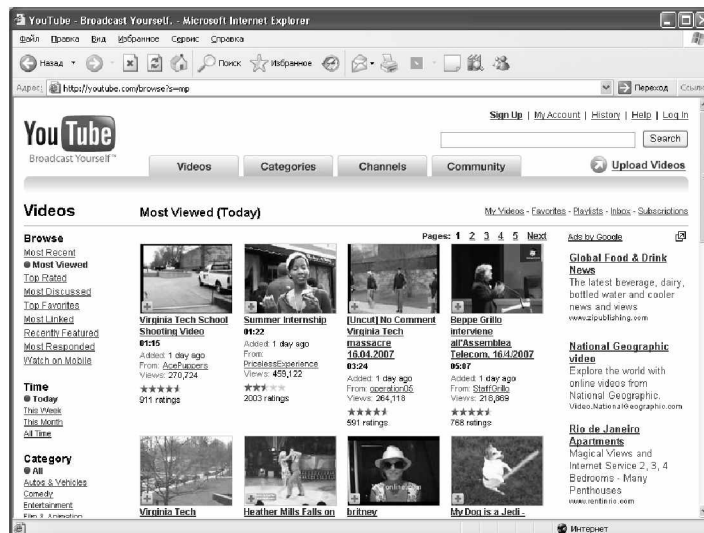 YouTube - Broadcast Yourself. - Microsoft Internet Explorer
Файл Правка Вид Избранное Сервис Справка
Назад Поиск Избранное
Адрес: http://youtube.com/browse?s=mp Переход Ссылки
Sign Up | My Account | History | Help | Log In
YouTube
Broadcast Yourself™
Search
Videos Categories Channels Community Upload Videos
Videos
Most Viewed (Today)
My Videos - Favorites - Playlists - Inbox - Subscriptions
Pages: 1 2 3 4 5 Next
Browse
Most Recent
Most Viewed
Top Rated
Most Discussed
Top Favorites
Most Linked
Recently Featured
Most Responded
Watch on Mobile
Time
Today
This Week
This Month
All Time
Category
All
Autos & Vehicles
Comedy
Entertainment
Film & Animation
Virginia Tech School
Shooting Video
01:15
Added: 1 day ago
From: AcePuppers
Views: 270,724
911 ratings
Summer Internship
01:22
Added: 1 day ago
From:
PricelessExperience
Views: 459,122
2003 ratings
[Uncut] No Comment
Virginia Tech
massacre
16.04.2007
03:24
Added: 1 day ago
From: operation05
Views: 264,118
591 ratings
Beppe Grillo
interviene
all'Assemblea
Telecom, 16/4/2007
05:07
Added: 1 day ago
From: StaffGrillo
Views: 218,869
768 ratings
Virginia Tech
Heather Mills Falls on
britney
My Dog is a Jedi -
Ads by Google
Global Food & Drink
News
The latest beverage, dairy,
bottled water and cooler
news and views
www.zipublishing.com
National Geographic
video
Explore the world with
online videos from
National Geographic.
Video.NationalGeographic.com
Rio de Janeiro
Apartments
Magical Views and
Internet Service 2, 3, 4
Bedrooms - Many
Penthouses
www.rentinrio.com
Интернет